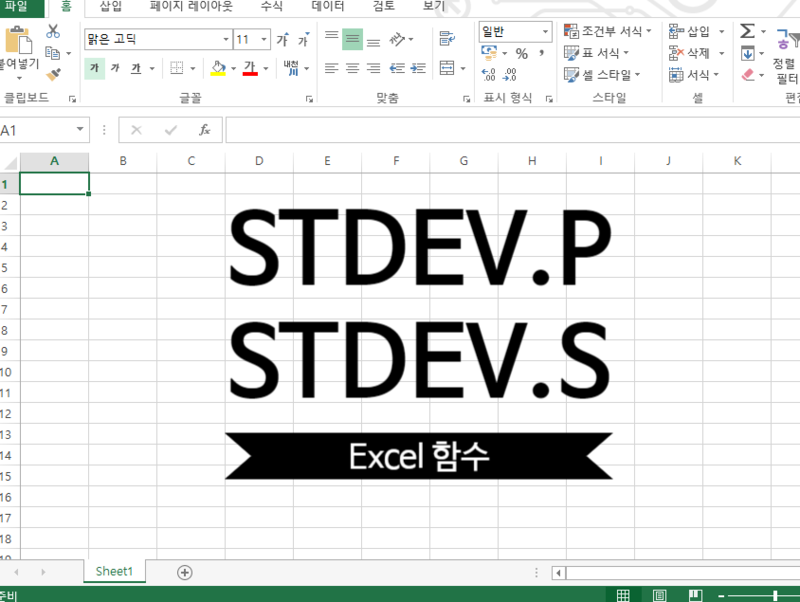 파일 홈 삽입 페이지 레이아웃 수식 데이터 검토 보기
맑은 고딕 11 가 가 일반 조건부 서식 삽입
붙여넣기 % , 표 서식 삭제 정렬
가 가 가 가 내천 셀 스타일 서식 필터
클립보드 글꼴 맞춤 표시 형식 스타일 셀
A1 fx
A B C D E F G H I J K
1
2
3
4
5
6
7
8
9
10
11
12
13
14
15
16
17
18
STDEV.P
STDEV.S
Excel 함수
Sheet1
준비